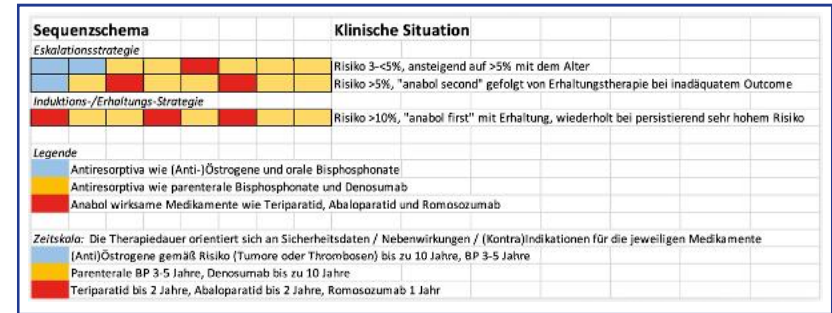 Sequenzschema Klinische Situation
Eskalationsstrategie
Risiko 3-<5%, ansteigend auf >5% mit dem Alter
Risiko >5%, "anabol second" gefolgt von Erhaltungstherapie bei inadäquatem Outcome
Induktions-/Erhaltungs-Strategie
Risiko >10%, "anabol first" mit Erhaltung, wiederholt bei persistierend sehr hohem Risiko
Legende
Antiresorptiva wie (Anti-)Östrogene und orale Bisphosphonate
Antiresorptiva wie parenterale Bisphosphonate und Denosumab
Anabol wirksame Medikamente wie Teriparatid, Abaloparatid und Romosozumab
Zeitskala: Die Therapiedauer orientiert sich an Sicherheitsdaten / Nebenwirkungen / (Kontra)Indikationen für die jeweiligen Medikamente
(Anti)Östrogene gemäß Risiko (Tumore oder Thrombosen) bis zu 10 Jahre, BP 3-5 Jahre
Parenterale BP 3-5 Jahre, Denosumab bis zu 10 Jahre
Teriparatid bis 2 Jahre, Abaloparatid bis 2 Jahre, Romosozumab 1 Jahr